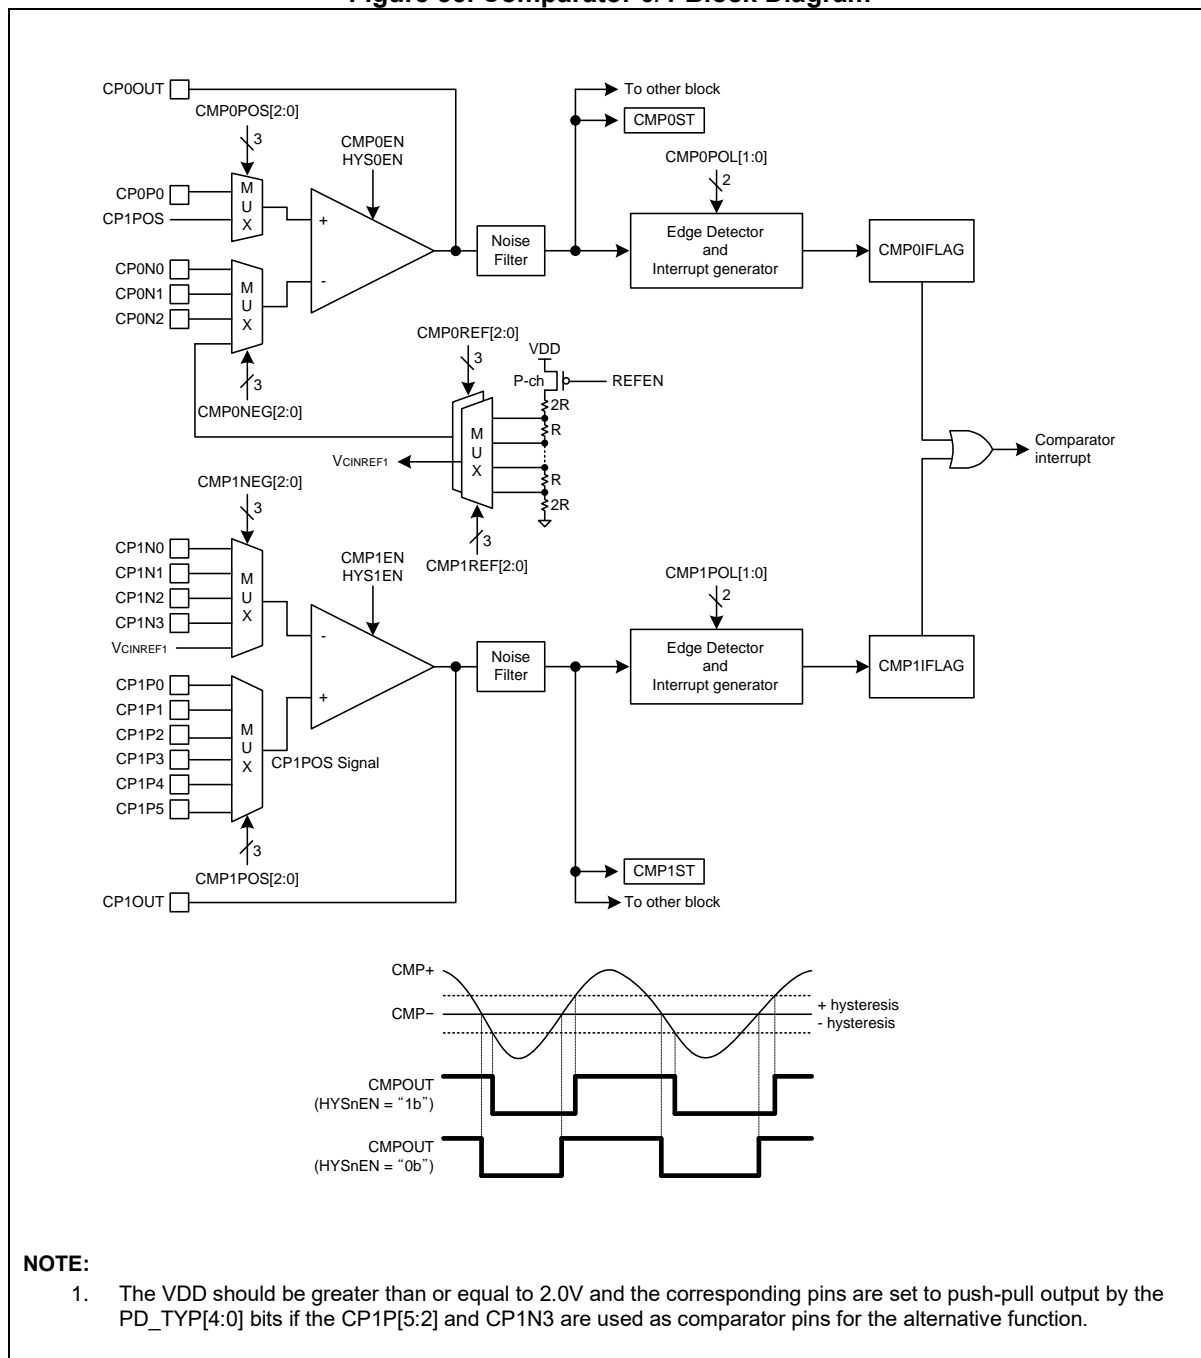 CP0OUT
CMP0POS[2:0]
3
CMP0EN
HYS0EN
To other block
CMP0ST
CMP0POL[1:0]
2
CP0P0
CP1POS
M
U
X
+
-
Noise
Filter
Edge Detector
and
Interrupt generator
CMP0IFLAG
CP0N0
CP0N1
CP0N2
M
U
X
3
CMP0NEG[2:0]
CMP0REF[2:0]
3
VDD
P-ch
REFEN
2R
R
R
2R
M
U
X
VCINREF1
3
CMP1REF[2:0]
Comparator
interrupt
CMP1NEG[2:0]
3
CP1N0
CP1N1
CP1N2
CP1N3
VCINREF1
M
U
X
CMP1EN
HYS1EN
-
+
Noise
Filter
CMP1POL[1:0]
2
Edge Detector
and
Interrupt generator
CMP1IFLAG
CP1P0
CP1P1
CP1P2
CP1P3
CP1P4
CP1P5
M
U
X
CP1POS Signal
3
CMP1POS[2:0]
CP1OUT
CMP1ST
To other block
CMP+
CMP−
+ hysteresis
- hysteresis
CMPOUT
(HYSnEN = “1b”)
CMPOUT
(HYSnEN = “0b”)
NOTE:
1. The VDD should be greater than or equal to 2.0V and the corresponding pins are set to push-pull output by the
PD_TYP[4:0] bits if the CP1P[5:2] and CP1N3 are used as comparator pins for the alternative function.